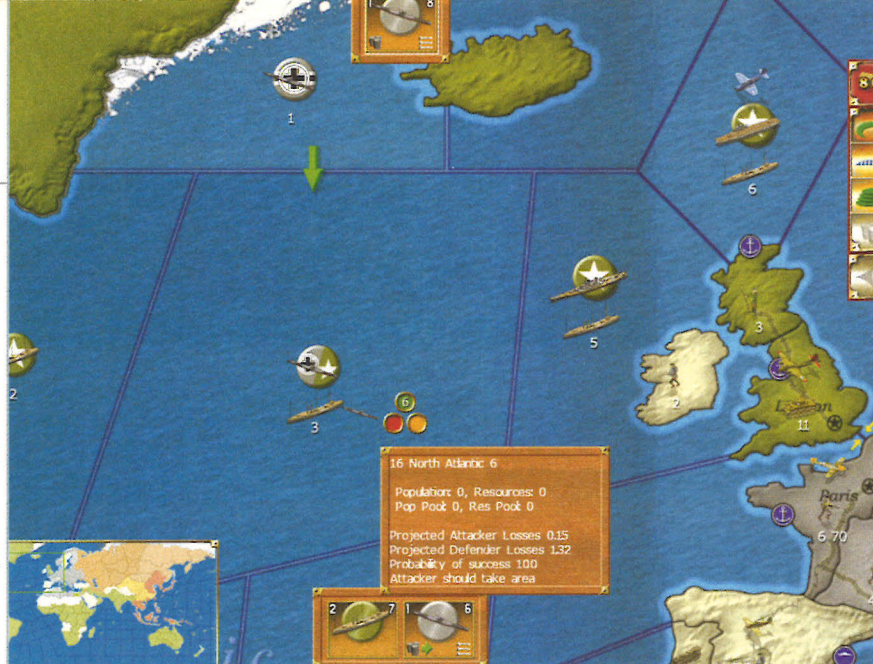 1 8
1
6
3
5
2
3
2
London
11
6
Paris
6 70
16 North Atlantic 6
Population: 0, Resources: 0
Pop Pool: 0, Res Pool: 0
Projected Attacker Losses 0.15
Projected Defender Losses 1.32
Probability of success 100
Attacker should take area
2 7 1 6